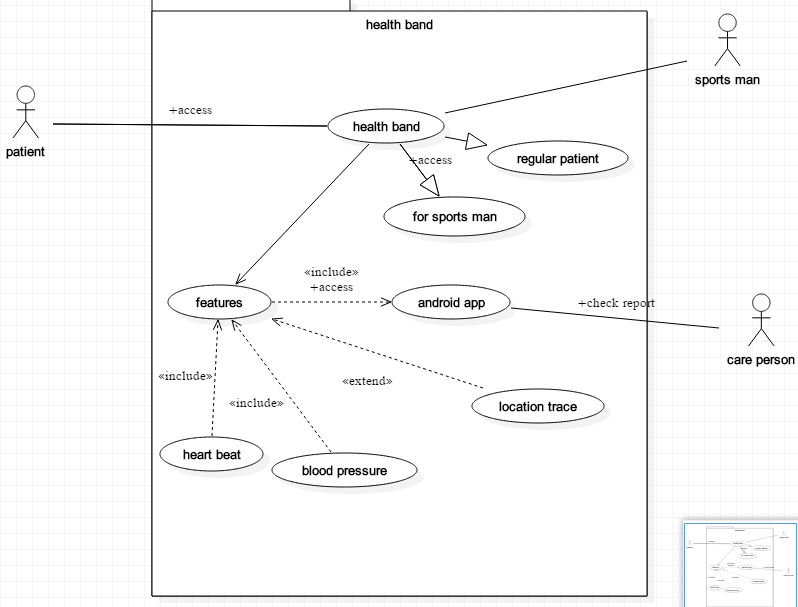 health band
sports man
+access
patient
health band
+access
regular patient
for sports man
«include»
+access
features
android app
+check report
care person
«include»
«extend»
«include»
location trace
heart beat
blood pressure